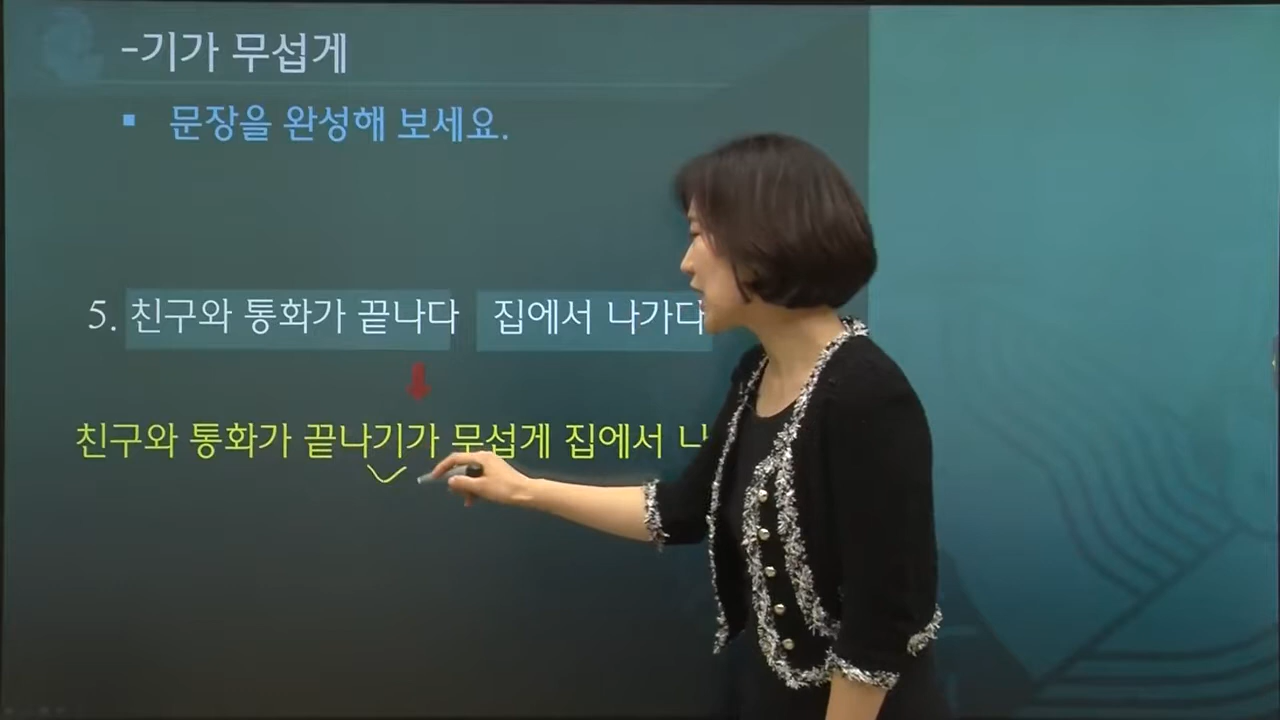 -기가 무섭게
▪ 문장을 완성해 보세요.
5. 친구와 통화가 끝나다 집에서 나가다
친구와 통화가 끝나기가 무섭게 집에서